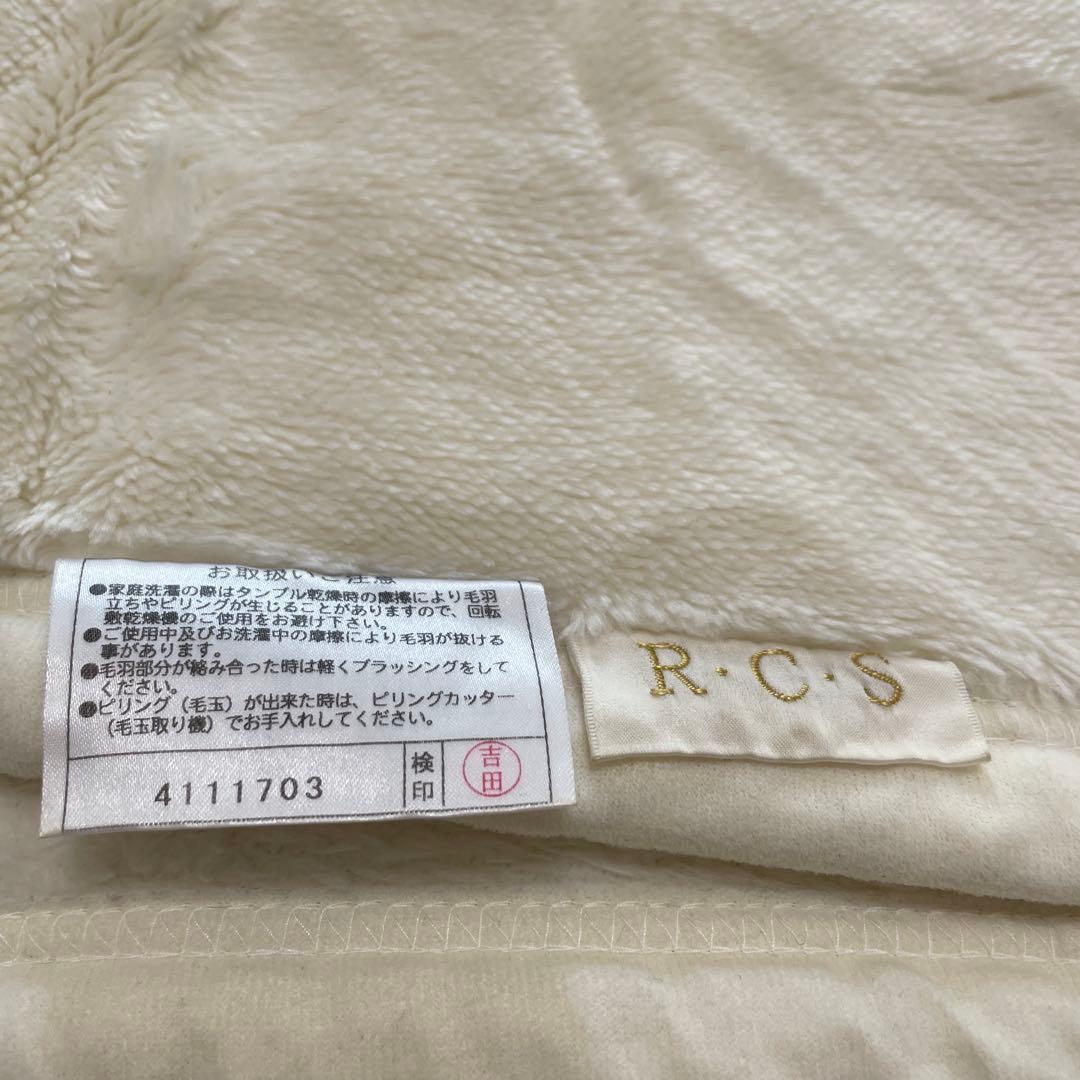 お取扱いご注意
●家庭洗濯の際はタンブル乾燥時の摩擦により毛羽
立ちやピリングが生じることがありますので、回転
敷乾燥機のご使用をお避け下さい。
●ご使用中及びお洗濯中の摩擦により毛羽が抜ける
事があります。
●毛羽部分が絡み合った時は軽くブラッシングをして
ください。
●ピリング（毛玉）が出来た時は、ピリングカッター
（毛玉取り機）でお手入れしてください。
4111703
検印
吉田
R・C・S